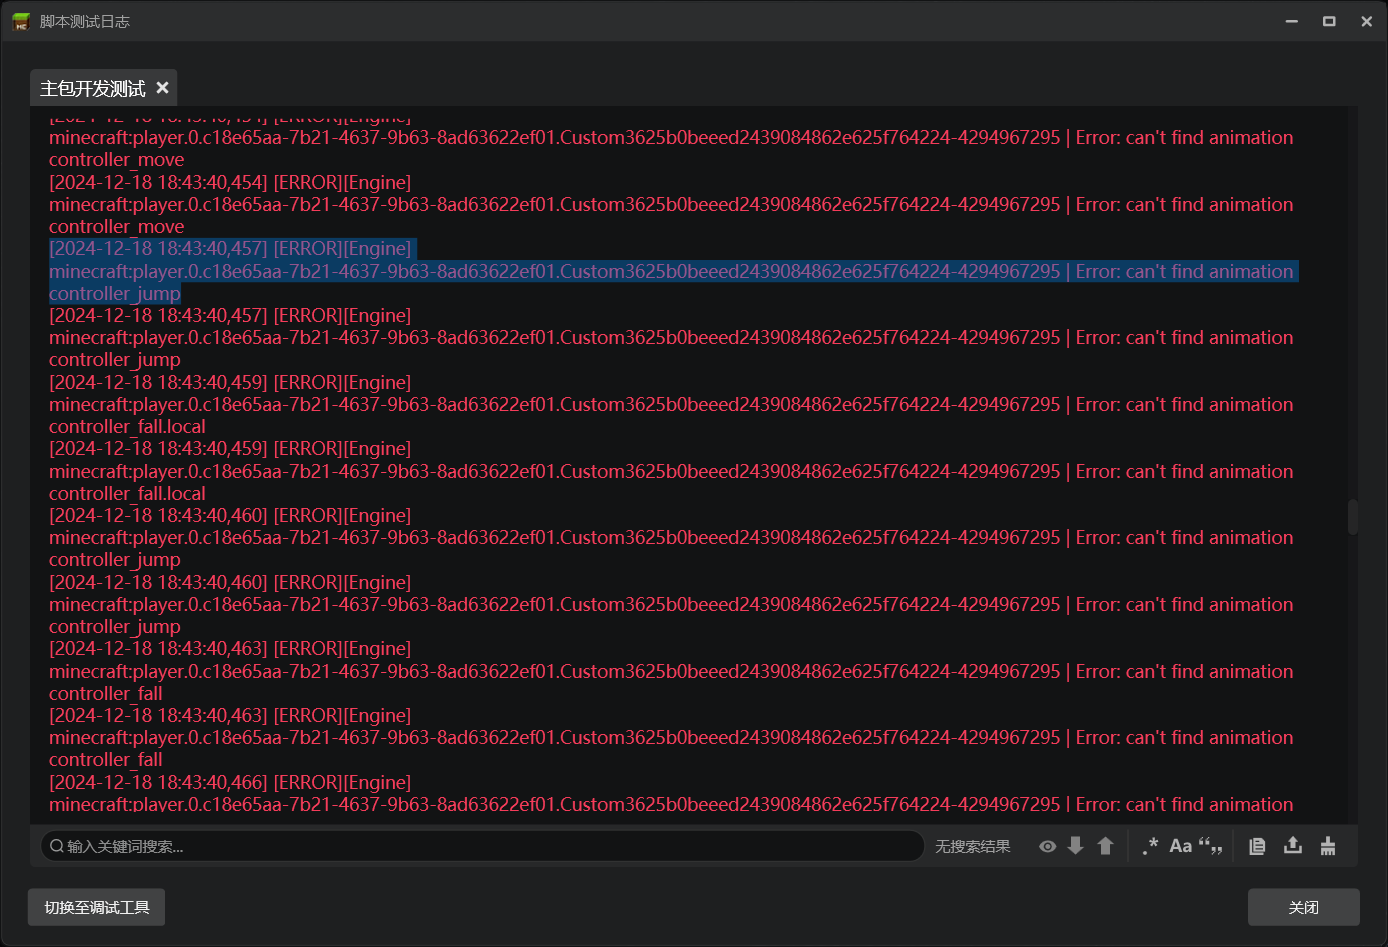 脚本测试日志
主包开发测试
minecraft:player.0.c18e65aa-7b21-4637-9b63-8ad63622ef01.Custom3625b0beeed2439084862e625f764224-4294967295 | Error: can't find animation
controller_move
[2024-12-18 18:43:40,454] [ERROR][Engine]
minecraft:player.0.c18e65aa-7b21-4637-9b63-8ad63622ef01.Custom3625b0beeed2439084862e625f764224-4294967295 | Error: can't find animation
controller_move
[2024-12-18 18:43:40,457] [ERROR][Engine]
minecraft:player.0.c18e65aa-7b21-4637-9b63-8ad63622ef01.Custom3625b0beeed2439084862e625f764224-4294967295 | Error: can't find animation
controller_jump
[2024-12-18 18:43:40,457] [ERROR][Engine]
minecraft:player.0.c18e65aa-7b21-4637-9b63-8ad63622ef01.Custom3625b0beeed2439084862e625f764224-4294967295 | Error: can't find animation
controller_jump
[2024-12-18 18:43:40,459] [ERROR][Engine]
minecraft:player.0.c18e65aa-7b21-4637-9b63-8ad63622ef01.Custom3625b0beeed2439084862e625f764224-4294967295 | Error: can't find animation
controller_fall.local
[2024-12-18 18:43:40,459] [ERROR][Engine]
minecraft:player.0.c18e65aa-7b21-4637-9b63-8ad63622ef01.Custom3625b0beeed2439084862e625f764224-4294967295 | Error: can't find animation
controller_fall.local
[2024-12-18 18:43:40,460] [ERROR][Engine]
minecraft:player.0.c18e65aa-7b21-4637-9b63-8ad63622ef01.Custom3625b0beeed2439084862e625f764224-4294967295 | Error: can't find animation
controller_jump
[2024-12-18 18:43:40,460] [ERROR][Engine]
minecraft:player.0.c18e65aa-7b21-4637-9b63-8ad63622ef01.Custom3625b0beeed2439084862e625f764224-4294967295 | Error: can't find animation
controller_jump
[2024-12-18 18:43:40,463] [ERROR][Engine]
minecraft:player.0.c18e65aa-7b21-4637-9b63-8ad63622ef01.Custom3625b0beeed2439084862e625f764224-4294967295 | Error: can't find animation
controller_fall
[2024-12-18 18:43:40,463] [ERROR][Engine]
minecraft:player.0.c18e65aa-7b21-4637-9b63-8ad63622ef01.Custom3625b0beeed2439084862e625f764224-4294967295 | Error: can't find animation
controller_fall
[2024-12-18 18:43:40,466] [ERROR][Engine]
minecraft:player.0.c18e65aa-7b21-4637-9b63-8ad63622ef01.Custom3625b0beeed2439084862e625f764224-4294967295 | Error: can't find animation
输入关键词搜索... 无搜索结果 .* Aa “„
切换至调试工具 关闭